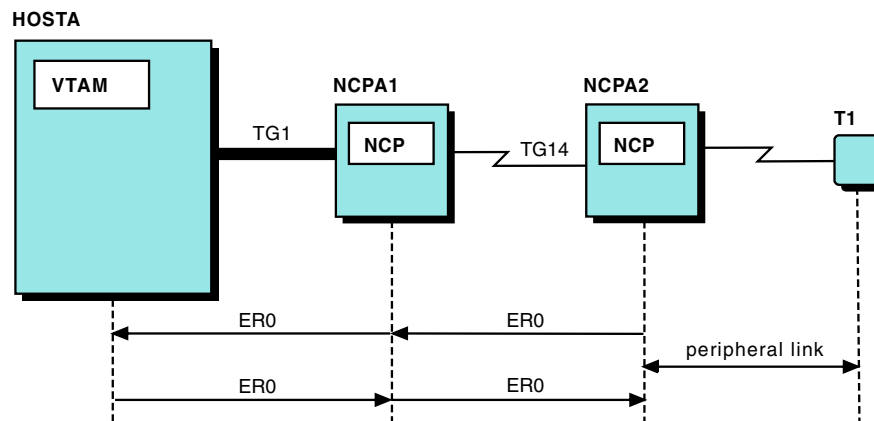 HOSTA
VTAM
NCPA1
NCPA2
T1
TG1
NCP
TG14
NCP
ER0
ER0
peripheral link
ER0
ER0